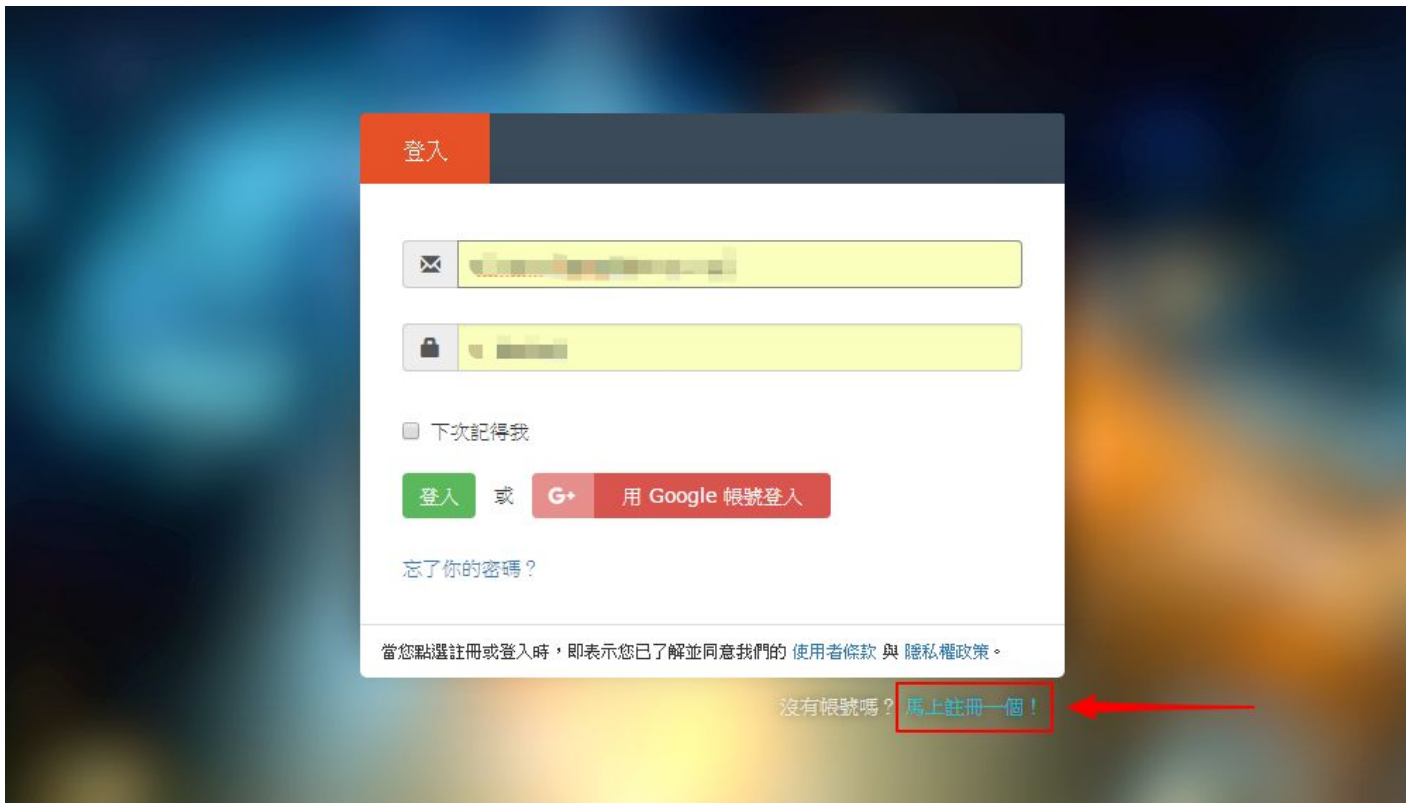 登入
下次記得我
登入 或 G+ 用 Google 帳號登入
忘了你的密碼？
當您點選註冊或登入時，即表示您已了解並同意我們的 使用者條款 與 隱私權政策。
沒有帳號嗎？ 馬上註冊一個！